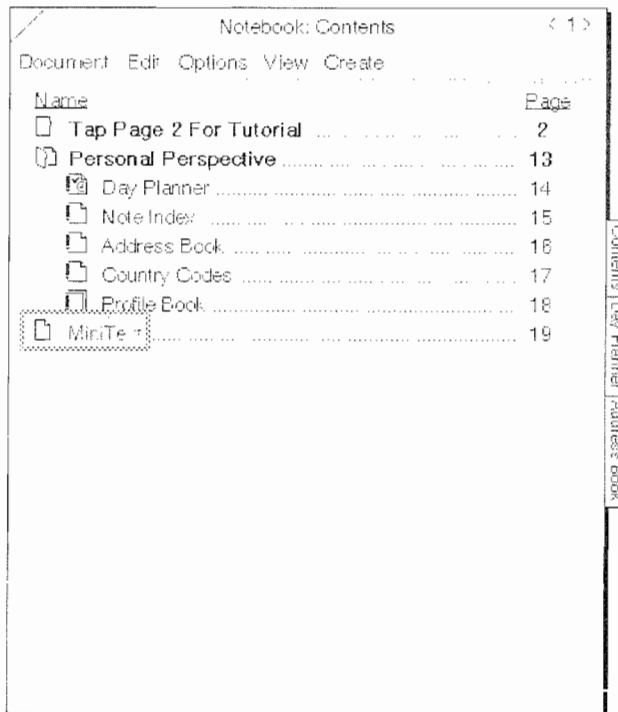 Notebook: Contents < 1 >
Document Edit Options View Create
Name Page
Tap Page 2 For Tutorial 2
Personal Perspective 13
Day Planner 14
Note Index 15
Address Book 16
Country Codes 17
Profile Book 18
MiniText 19
Contents
Day Planner
Address Book